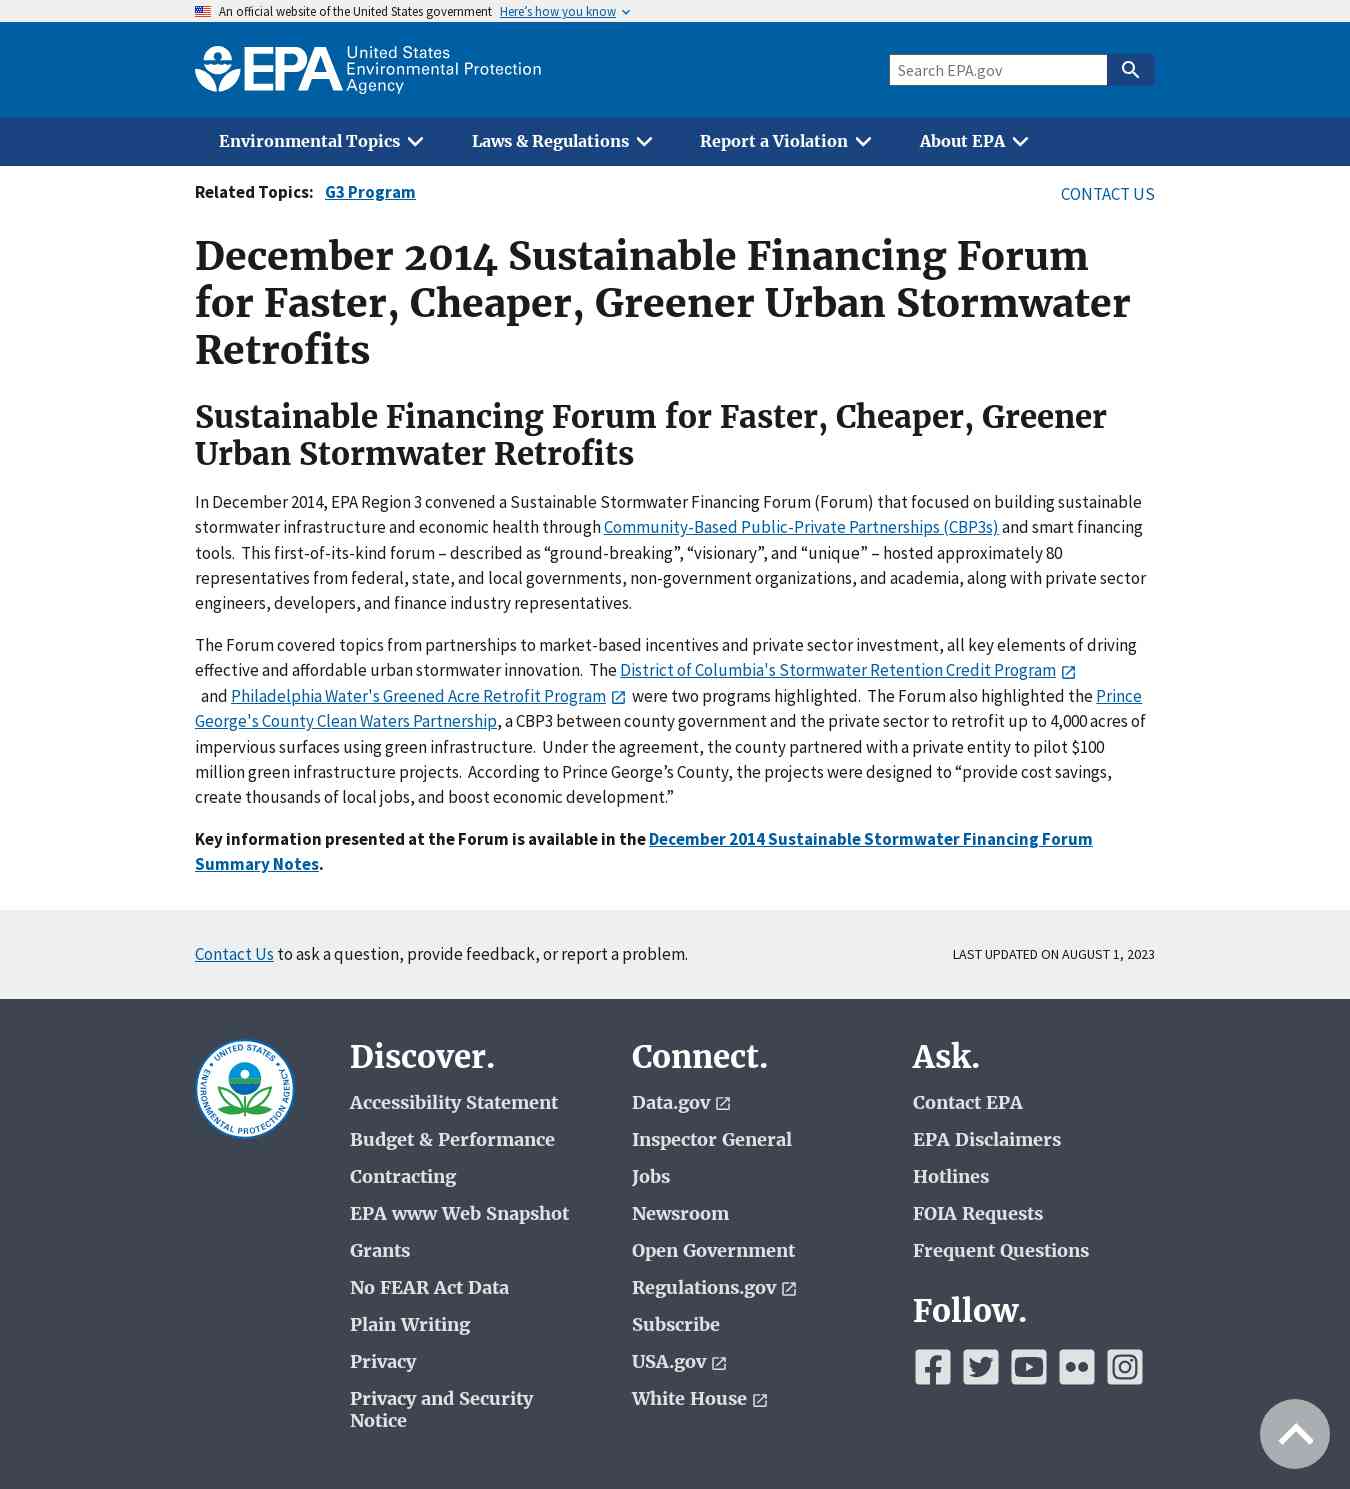 An official website of the United States government Here's how you know
EPA United States
Environmental Protection
Agency
Search EPA.gov
Environmental Topics Laws & Regulations Report a Violation About EPA
Related Topics: G3 Program CONTACT US
December 2014 Sustainable Financing Forum
for Faster, Cheaper, Greener Urban Stormwater
Retrofits
Sustainable Financing Forum for Faster, Cheaper, Greener
Urban Stormwater Retrofits
In December 2014, EPA Region 3 convened a Sustainable Stormwater Financing Forum (Forum) that focused on building sustainable
stormwater infrastructure and economic health through Community-Based Public-Private Partnerships (CBP3s) and smart financing
tools. This first-of-its-kind forum – described as “ground-breaking”, “visionary”, and “unique” – hosted approximately 80
representatives from federal, state, and local governments, non-government organizations, and academia, along with private sector
engineers, developers, and finance industry representatives.
The Forum covered topics from partnerships to market-based incentives and private sector investment, all key elements of driving
effective and affordable urban stormwater innovation. The District of Columbia's Stormwater Retention Credit Program
and Philadelphia Water's Greened Acre Retrofit Program were two programs highlighted. The Forum also highlighted the Prince
George's County Clean Waters Partnership, a CBP3 between county government and the private sector to retrofit up to 4,000 acres of
impervious surfaces using green infrastructure. Under the agreement, the county partnered with a private entity to pilot $100
million green infrastructure projects. According to Prince George’s County, the projects were designed to “provide cost savings,
create thousands of local jobs, and boost economic development.”
Key information presented at the Forum is available in the December 2014 Sustainable Stormwater Financing Forum
Summary Notes.
Contact Us to ask a question, provide feedback, or report a problem. LAST UPDATED ON AUGUST 1, 2023
UNITED STATES
ENVIRONMENTAL PROTECTION AGENCY
Discover.
Accessibility Statement
Budget & Performance
Contracting
EPA www Web Snapshot
Grants
No FEAR Act Data
Plain Writing
Privacy
Privacy and Security
Notice
Connect.
Data.gov
Inspector General
Jobs
Newsroom
Open Government
Regulations.gov
Subscribe
USA.gov
White House
Ask.
Contact EPA
EPA Disclaimers
Hotlines
FOIA Requests
Frequent Questions
Follow.